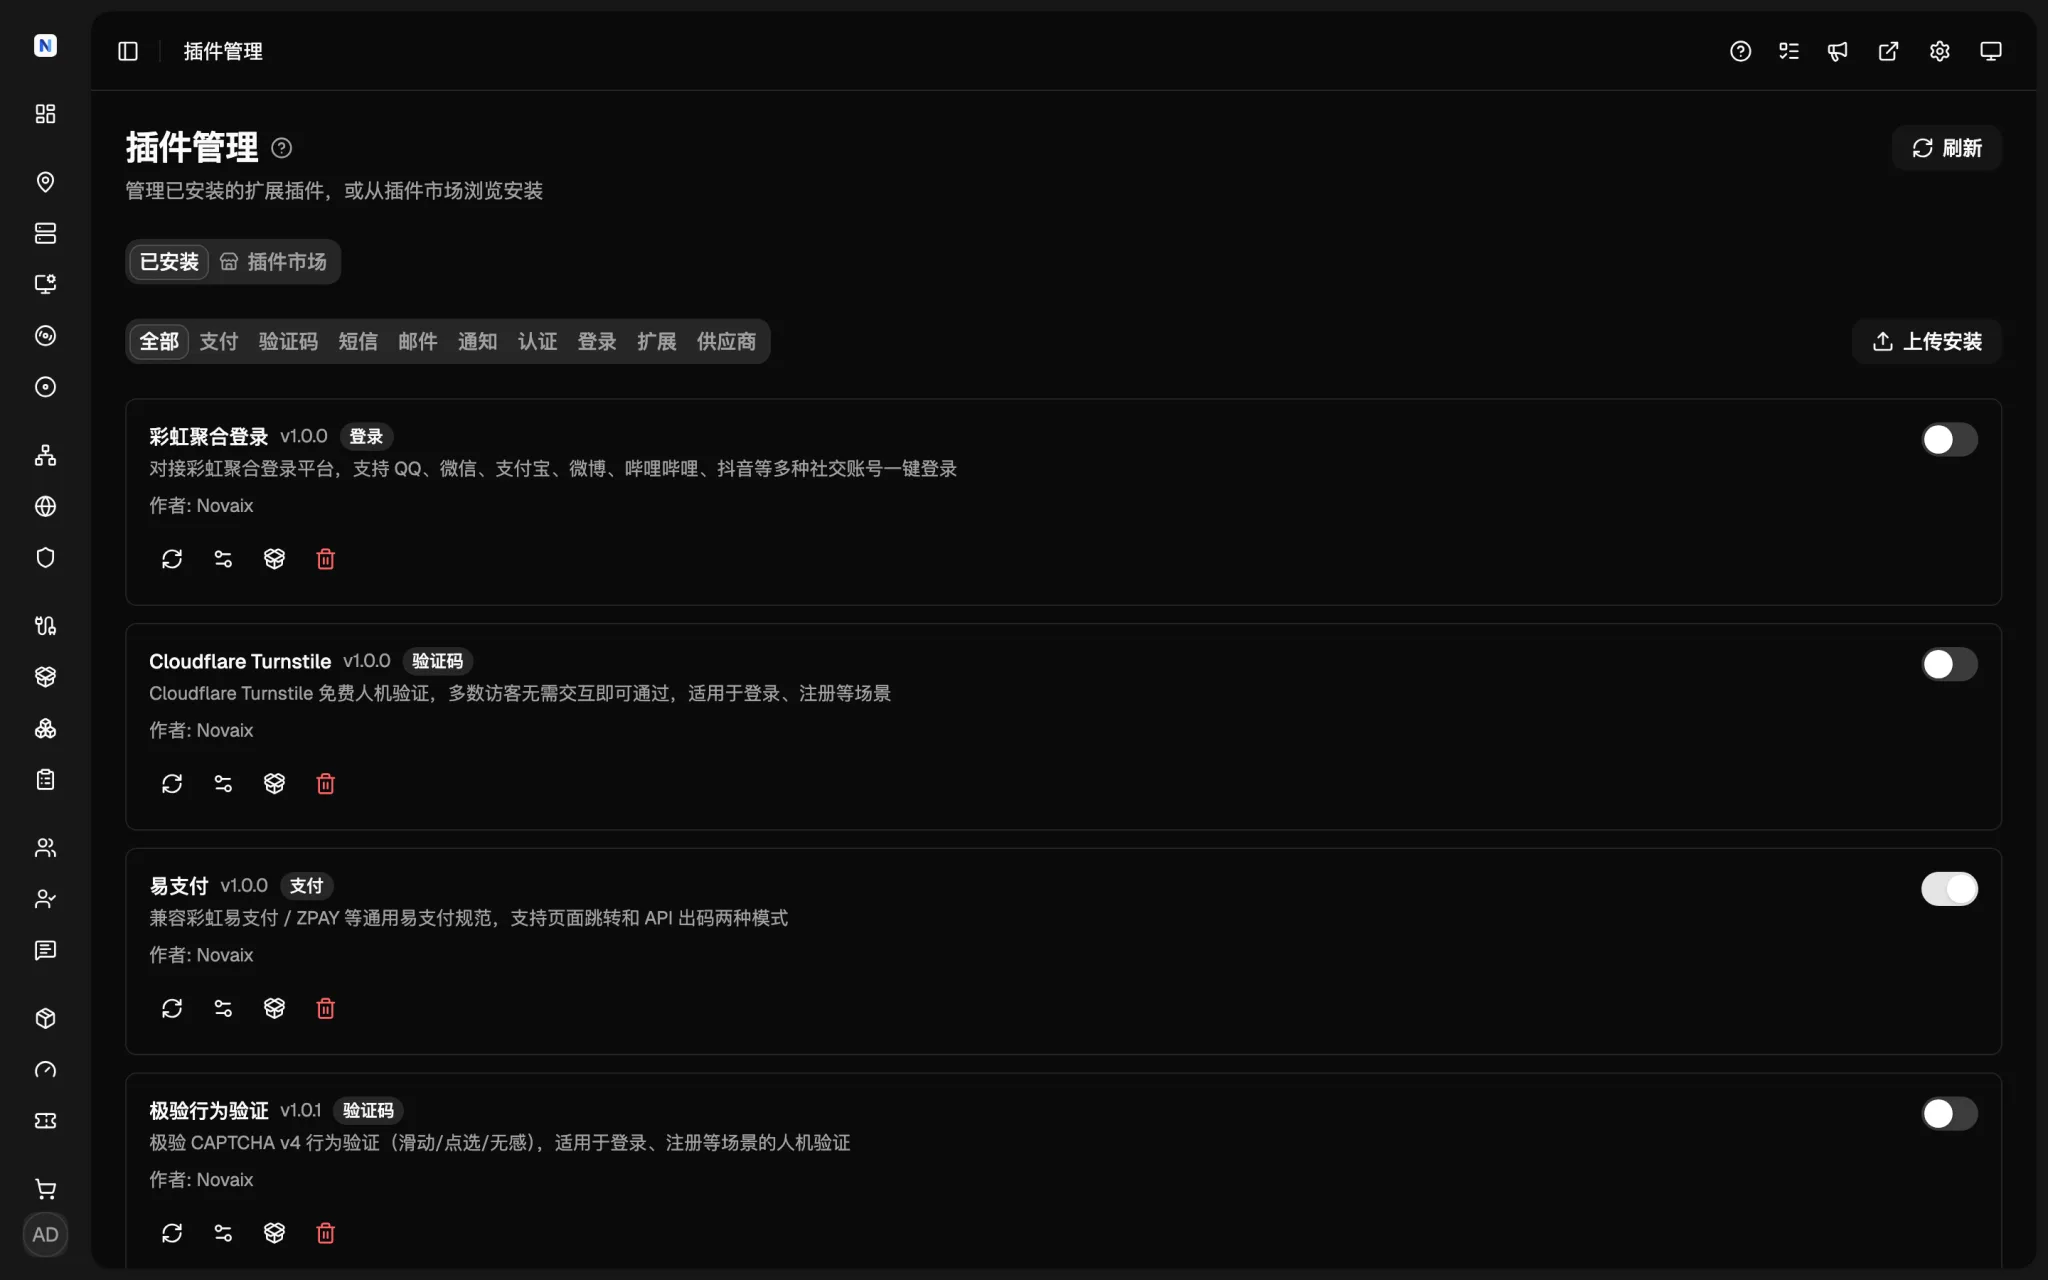 N
插件管理
插件管理
刷新
管理已安装的扩展插件，或从插件市场浏览安装
已安装 插件市场
全部 支付 验证码 短信 邮件 通知 认证 登录 扩展 供应商
上传安装
彩虹聚合登录 v1.0.0 登录
对接彩虹聚合登录平台，支持 QQ、微信、支付宝、微博、哔哩哔哩、抖音等多种社交账号一键登录
作者: Novaix
Cloudflare Turnstile v1.0.0 验证码
Cloudflare Turnstile 免费人机验证，多数访客无需交互即可通过，适用于登录、注册等场景
作者: Novaix
易支付 v1.0.0 支付
兼容彩虹易支付 / ZPAY 等通用易支付规范，支持页面跳转和 API 出码两种模式
作者: Novaix
极验行为验证 v1.0.1 验证码
极验 CAPTCHA v4 行为验证（滑动/点选/无感），适用于登录、注册等场景的人机验证
作者: Novaix
AD